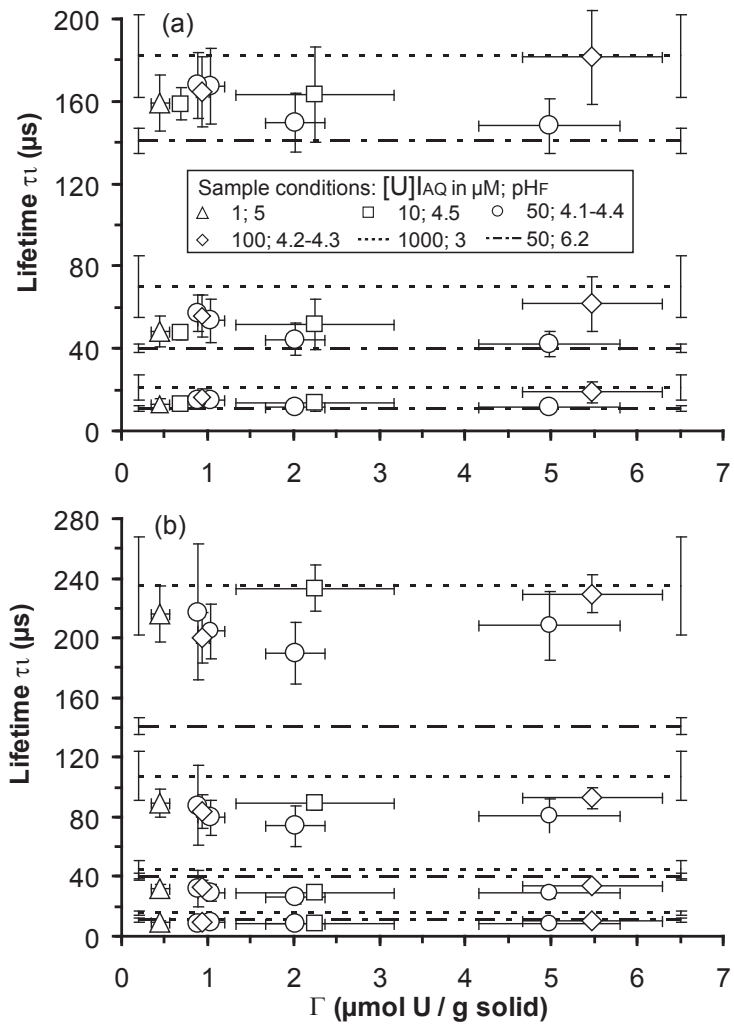 (a)
200
160
120
80
40
0
Lifetime τι (µs)
Sample conditions: [U]IAQ in µM; pHF
△ 1; 5 □ 10; 4.5 ○ 50; 4.1-4.4
◇ 100; 4.2-4.3 1000; 3 50; 6.2
0 1 2 3 4 5 6 7
(b)
280
240
200
160
120
80
40
0
Lifetime τι (µs)
0 1 2 3 4 5 6 7
Γ (µmol U / g solid)